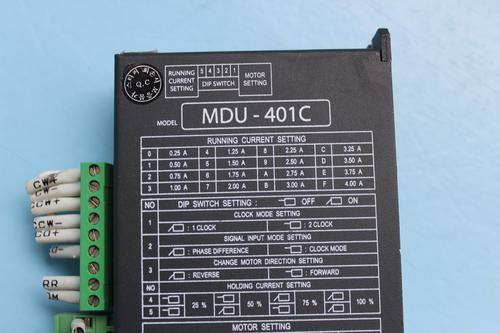 Q.C
RUNNING CURRENT SETTING
5 4 3 2 1
DIP SWITCH
MOTOR SETTING
MODEL MDU - 401C
RUNNING CURRENT SETTING
0 0.25 A 4 1.25 A 8 2.25 A C 3.25 A
1 0.50 A 5 1.50 A 9 2.50 A D 3.50 A
2 0.75 A 6 1.75 A A 2.75 A E 3.75 A
3 1.00 A 7 2.00 A B 3.00 A F 4.00 A
NO DIP SWITCH SETTING : OFF ON
1 CLOCK MODE SETTING
: 1 CLOCK : 2 CLOCK
2 SIGNAL INPUT MODE SETTING
: PHASE DIFFERENCE : CLOCK MODE
3 CHANGE MOTOR DIRECTION SETTING
: REVERSE : FORWARD
NO HOLDING CURRENT SETTING
4 5 25 % 50 % 75 % 100 %
MOTOR SETTING
CW+
CW-